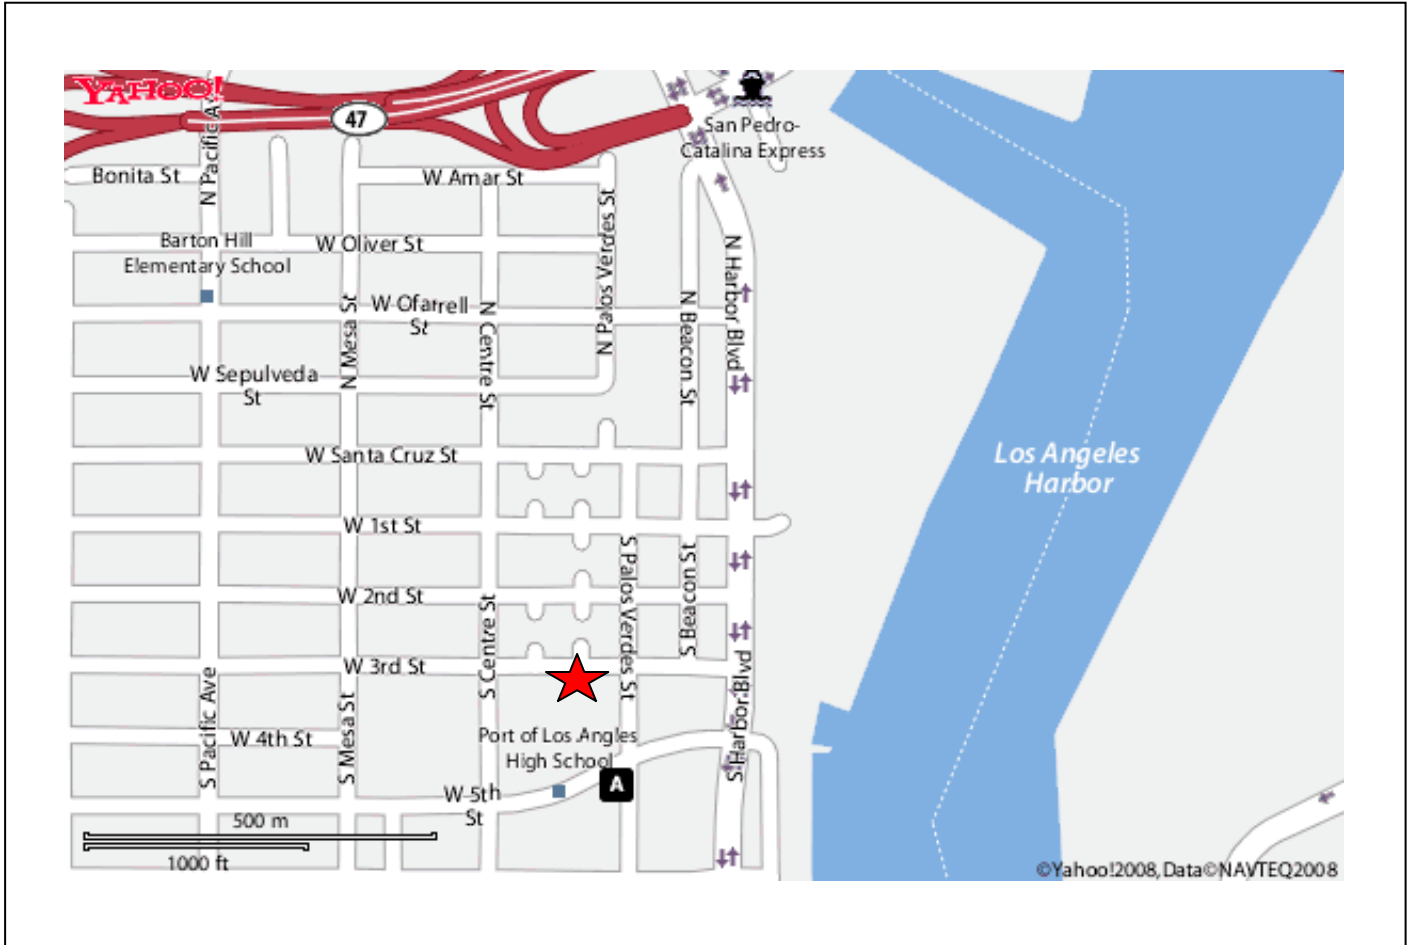 YAHOO!
47
San Pedro-
Catalina Express
N Pacific A
Bonita St
W Amar St
Barton Hill
Elementary School
W Oliver St
N Palos Verdes St
N Harbor Blvd
W Ofarrell
St
N Mesa St
N Centre St
N Beacon St
W Sepulveda
St
W Santa Cruz St
Los Angeles
Harbor
W 1st St
S Palos Verdes St
S Beacon St
W 2nd St
S Centre St
W 3rd St
S Pacific Ave
S Mesa St
S Harbor Blvd
W 4th St
Port of Los Angles
High School
A
W 5th
St
500 m
1000 ft
©Yahoo!2008, Data©NAVTEQ2008